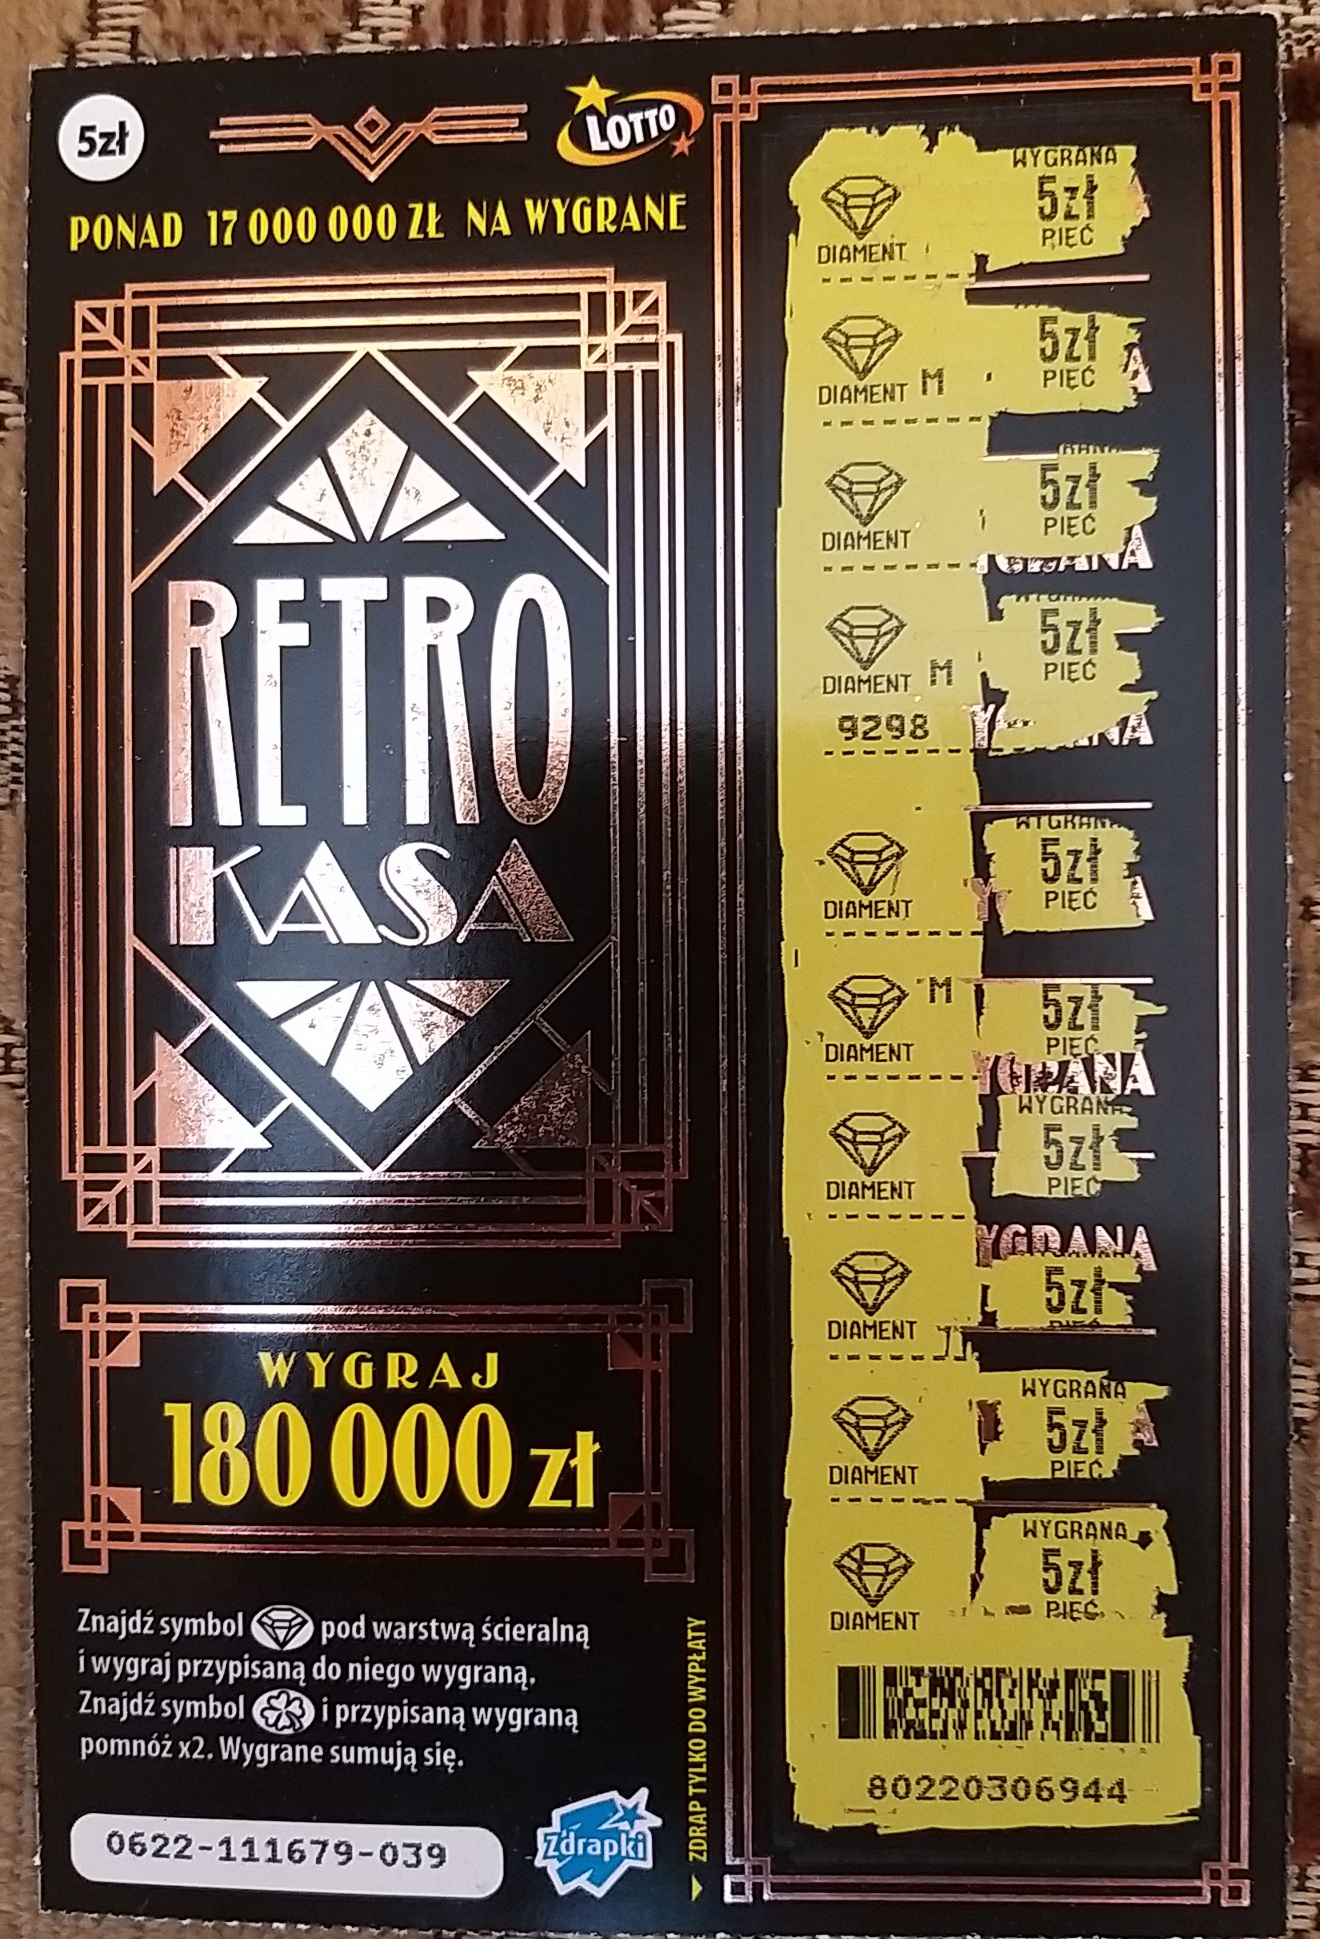 5zł
LOTTO
PONAD 17 000 000 ZŁ NA WYGRANE
RETRO
KASA
WYGRAJ
180 000 zł
Znajdź symbol pod warstwą ścieralną
i wygraj przypisaną do niego wygraną.
Znajdź symbol i przypisaną wygraną
pomnóż x2. Wygrane sumują się.
0622-111679-039
Zdrapki
ZDRAP TYLKO DO WYPŁATY
WYGRANA
5zł
DIAMENT PIĘĆ
5zł
DIAMENT M PIĘĆ
5zł
DIAMENT PIĘĆ
5zł
DIAMENT M PIĘĆ
9298
5zł
DIAMENT PIĘĆ
M 5zł
DIAMENT PIĘĆ
WYGRANA
5zł
DIAMENT PIĘĆ
WYGRANA
5zł
DIAMENT
WYGRANA
5zł
DIAMENT PIĘĆ
WYGRANA
5zł
DIAMENT PIĘĆ
80220306944